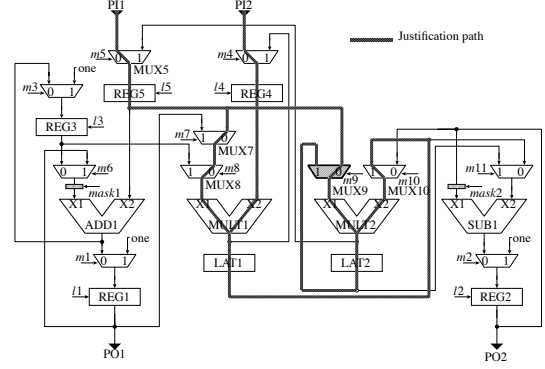 PI1 PI2
Justification path
m5 0 1 m4 0 1
MUX5
m3 0 1 one
REG5 l5 l4 REG4
REG3 l3
m7 1 0
MUX7
0 1 m6 1 0 m8 1 0 m9 1 0 m10 m11 1 0
MUX8 MUX9 MUX10
mask1 mask2
X1 X2 X1 X2 X1 X2 X1 X2
ADD1 MULT1 MULT2 SUB1
one one
m1 0 1 LAT1 LAT2 m2 0 1
l1 REG1 l2 REG2
PO1 PO2